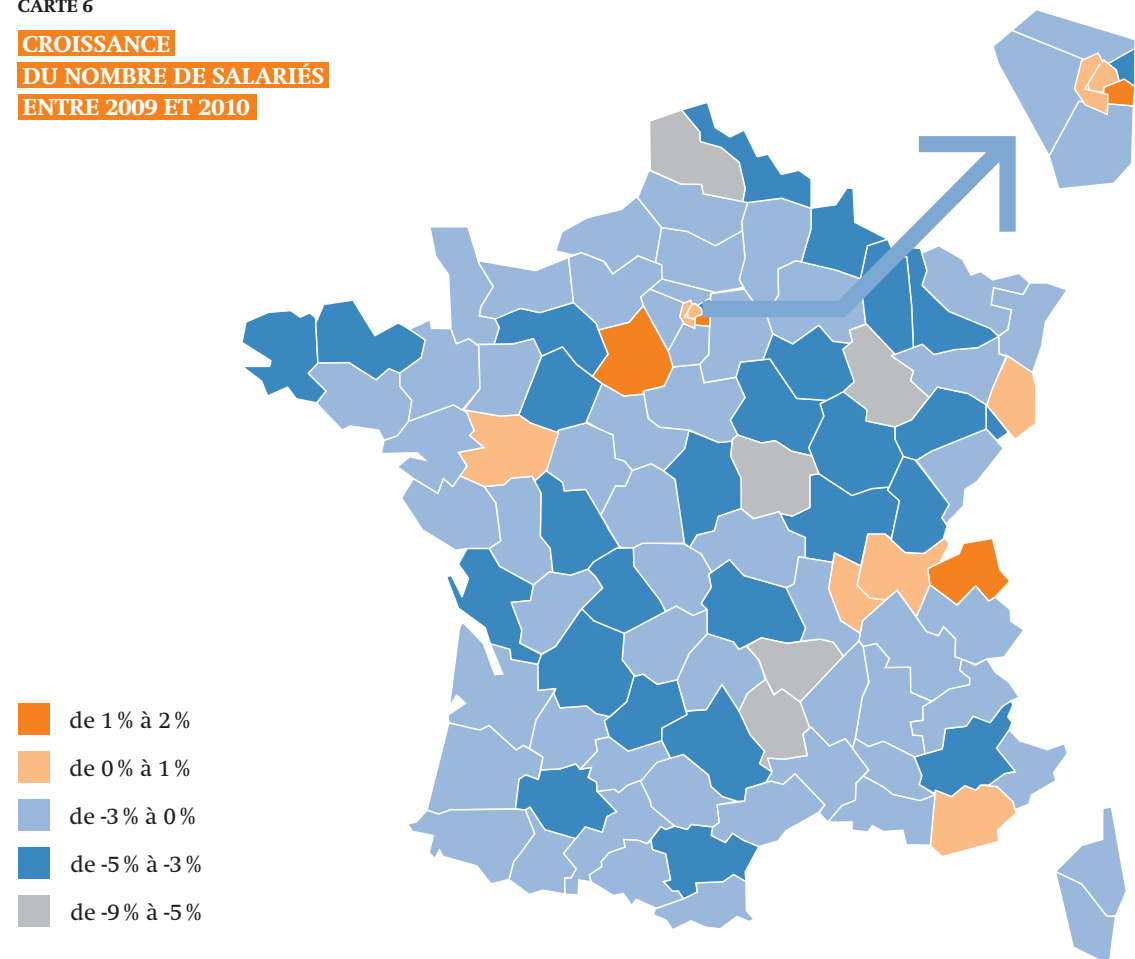 CARTE 6
CROISSANCE
DU NOMBRE DE SALARIÉS
ENTRE 2009 ET 2010
de 1 % à 2 %
de 0 % à 1 %
de -3 % à 0 %
de -5 % à -3 %
de -9 % à -5 %